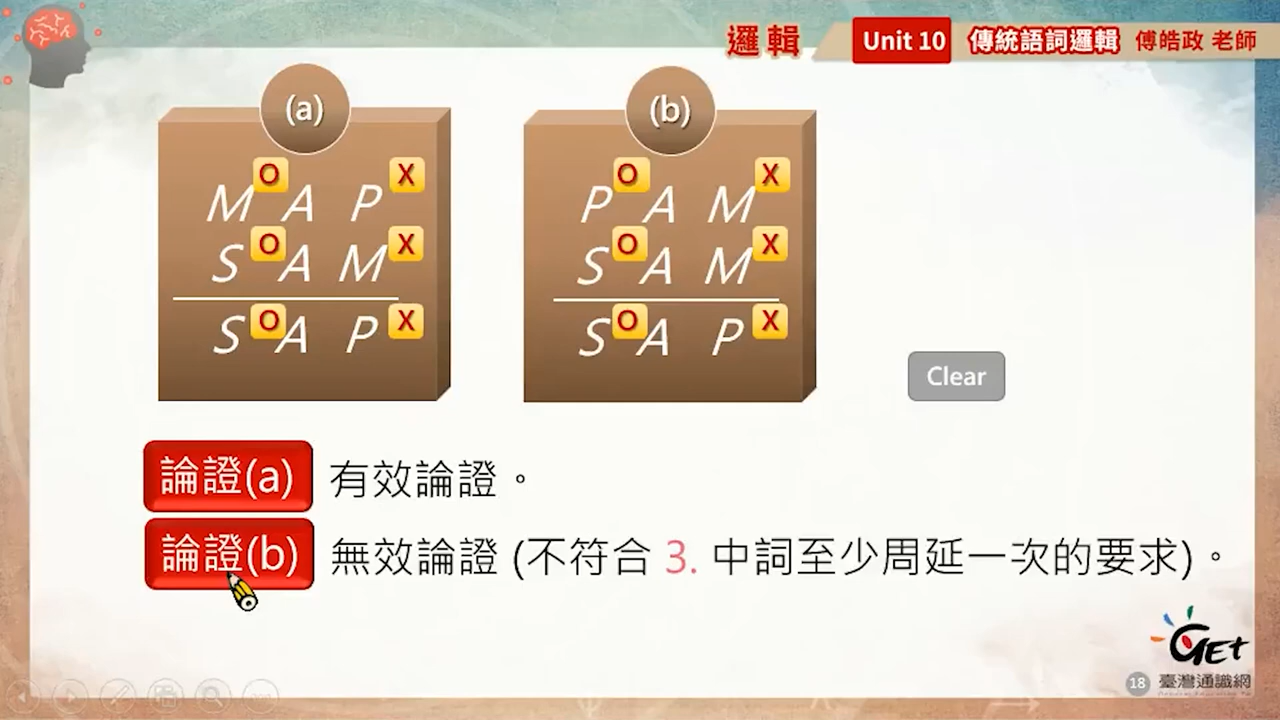 邏輯 Unit 10 傳統語詞邏輯 傅皓政 老師
(a)
M O A P X
S O A M X
S O A P X
(b)
P O A M X
S O A M X
S O A P X
Clear
論證(a) 有效論證。
論證(b) 無效論證 (不符合 3. 中詞至少周延一次的要求)。
GET
18 臺灣通識網